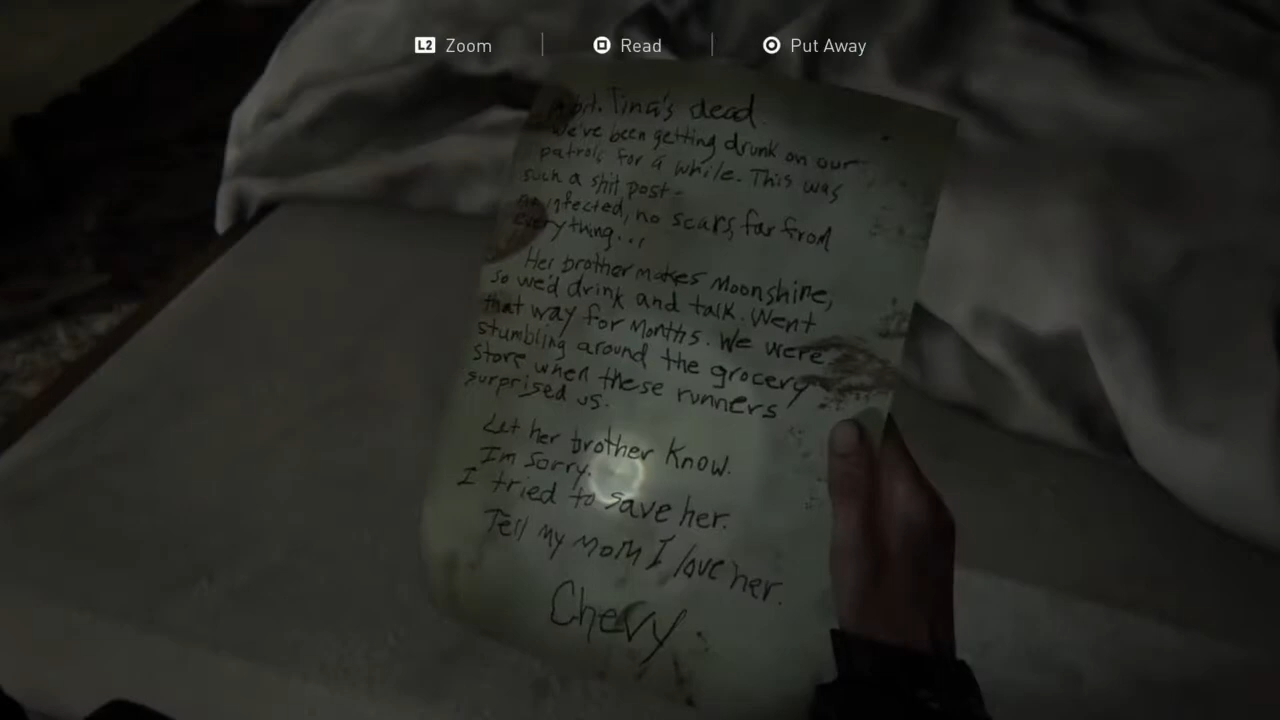 L2 Zoom | Read | Put Away
Tina's dead.
We've been getting drunk on our
patrols for a while. This was
such a shit post-
no infected, no scars, far from
everything...
Her brother makes Moonshine,
so we'd drink and talk. Went
that way for months. We were
stumbling around the grocery
store when these runners
surprised us.
Let her brother know.
Im sorry.
I tried to save her.
Tell my mom I love her.
Chevy